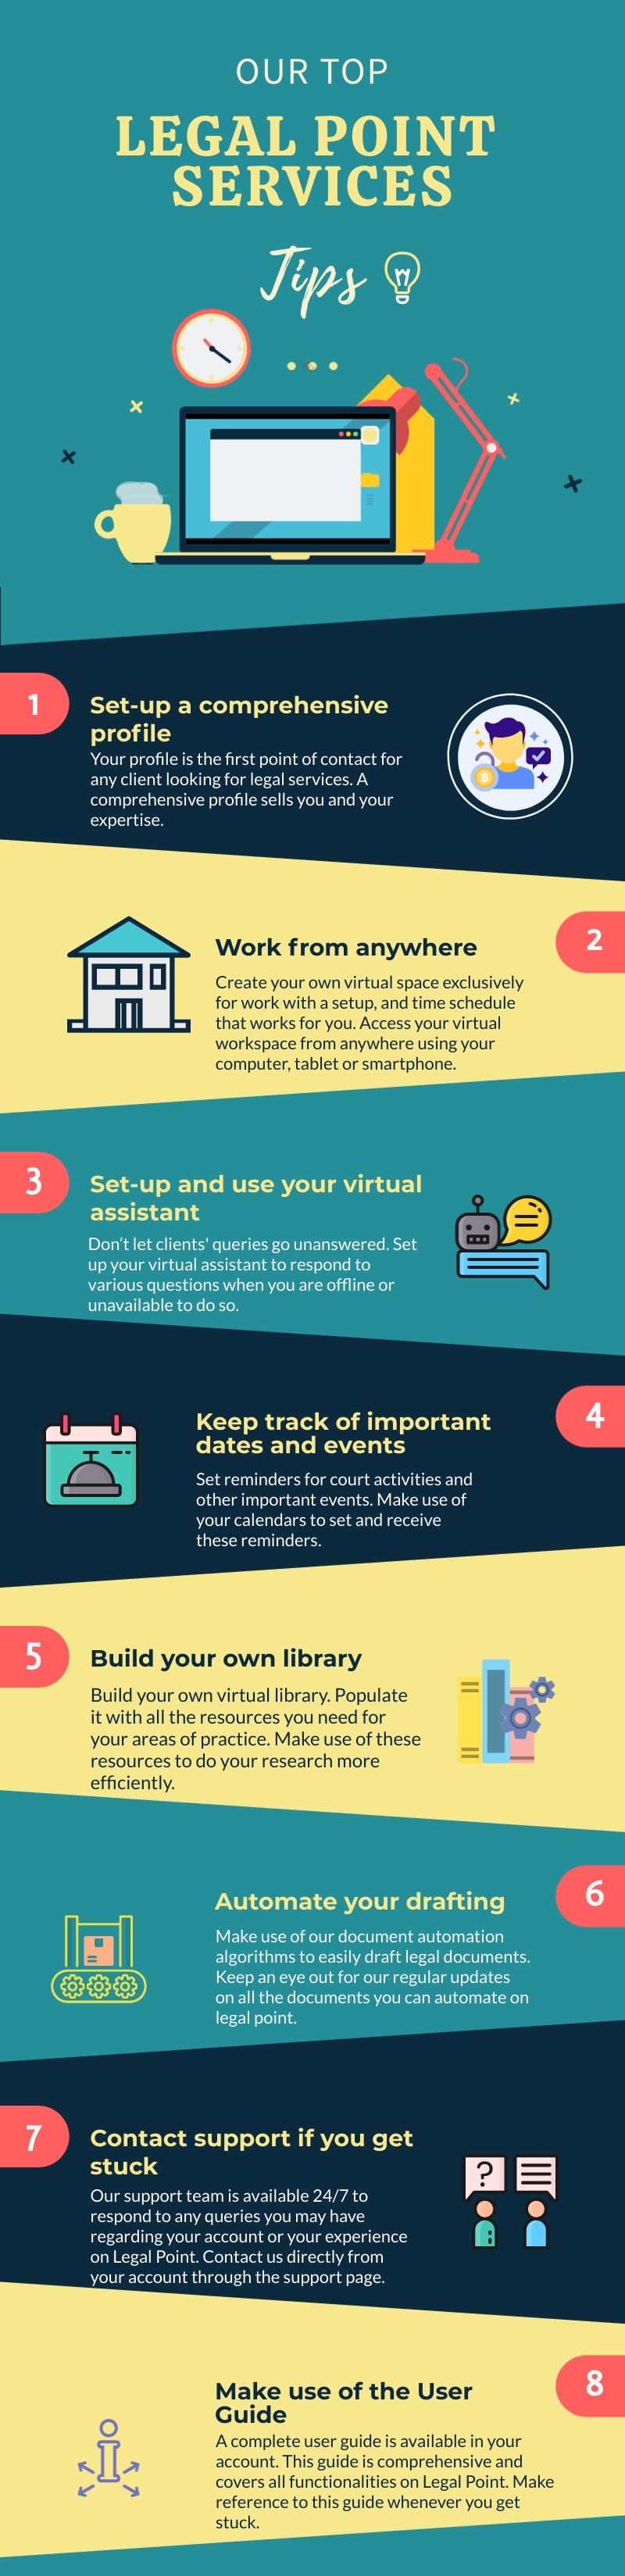 OUR TOP
LEGAL POINT
SERVICES
Tips
1
Set-up a comprehensive
profile
Your profile is the first point of contact for
any client looking for legal services. A
comprehensive profile sells you and your
expertise.
2
Work from anywhere
Create your own virtual space exclusively
for work with a setup, and time schedule
that works for you. Access your virtual
workspace from anywhere using your
computer, tablet or smartphone.
3
Set-up and use your virtual
assistant
Don't let clients' queries go unanswered. Set
up your virtual assistant to respond to
various questions when you are offline or
unavailable to do so.
4
Keep track of important
dates and events
Set reminders for court activities and
other important events. Make use of
your calendars to set and receive
these reminders.
5
Build your own library
Build your own virtual library. Populate
it with all the resources you need for
your areas of practice. Make use of these
resources to do your research more
efficiently.
6
Automate your drafting
Make use of our document automation
algorithms to easily draft legal documents.
Keep an eye out for our regular updates
on all the documents you can automate on
legal point.
7
Contact support if you get
stuck
Our support team is available 24/7 to
respond to any queries you may have
regarding your account or your experience
on Legal Point. Contact us directly from
your account through the support page.
?
8
Make use of the User
Guide
A complete user guide is available in your
account. This guide is comprehensive and
covers all functionalities on Legal Point. Make
reference to this guide whenever you get
stuck.